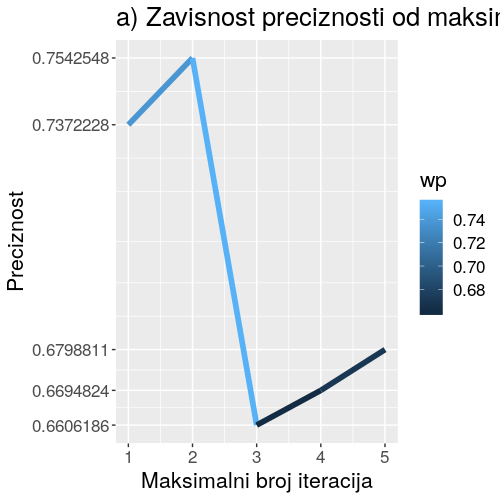 a) Zavisnost preciznosti od
0.7542548
0.7372228
0.6798811
0.6694824
0.6606186
Preciznost
1 2 3 4 5
Maksimalni broj iteracija
wp
0.74
0.72
0.70
0.68